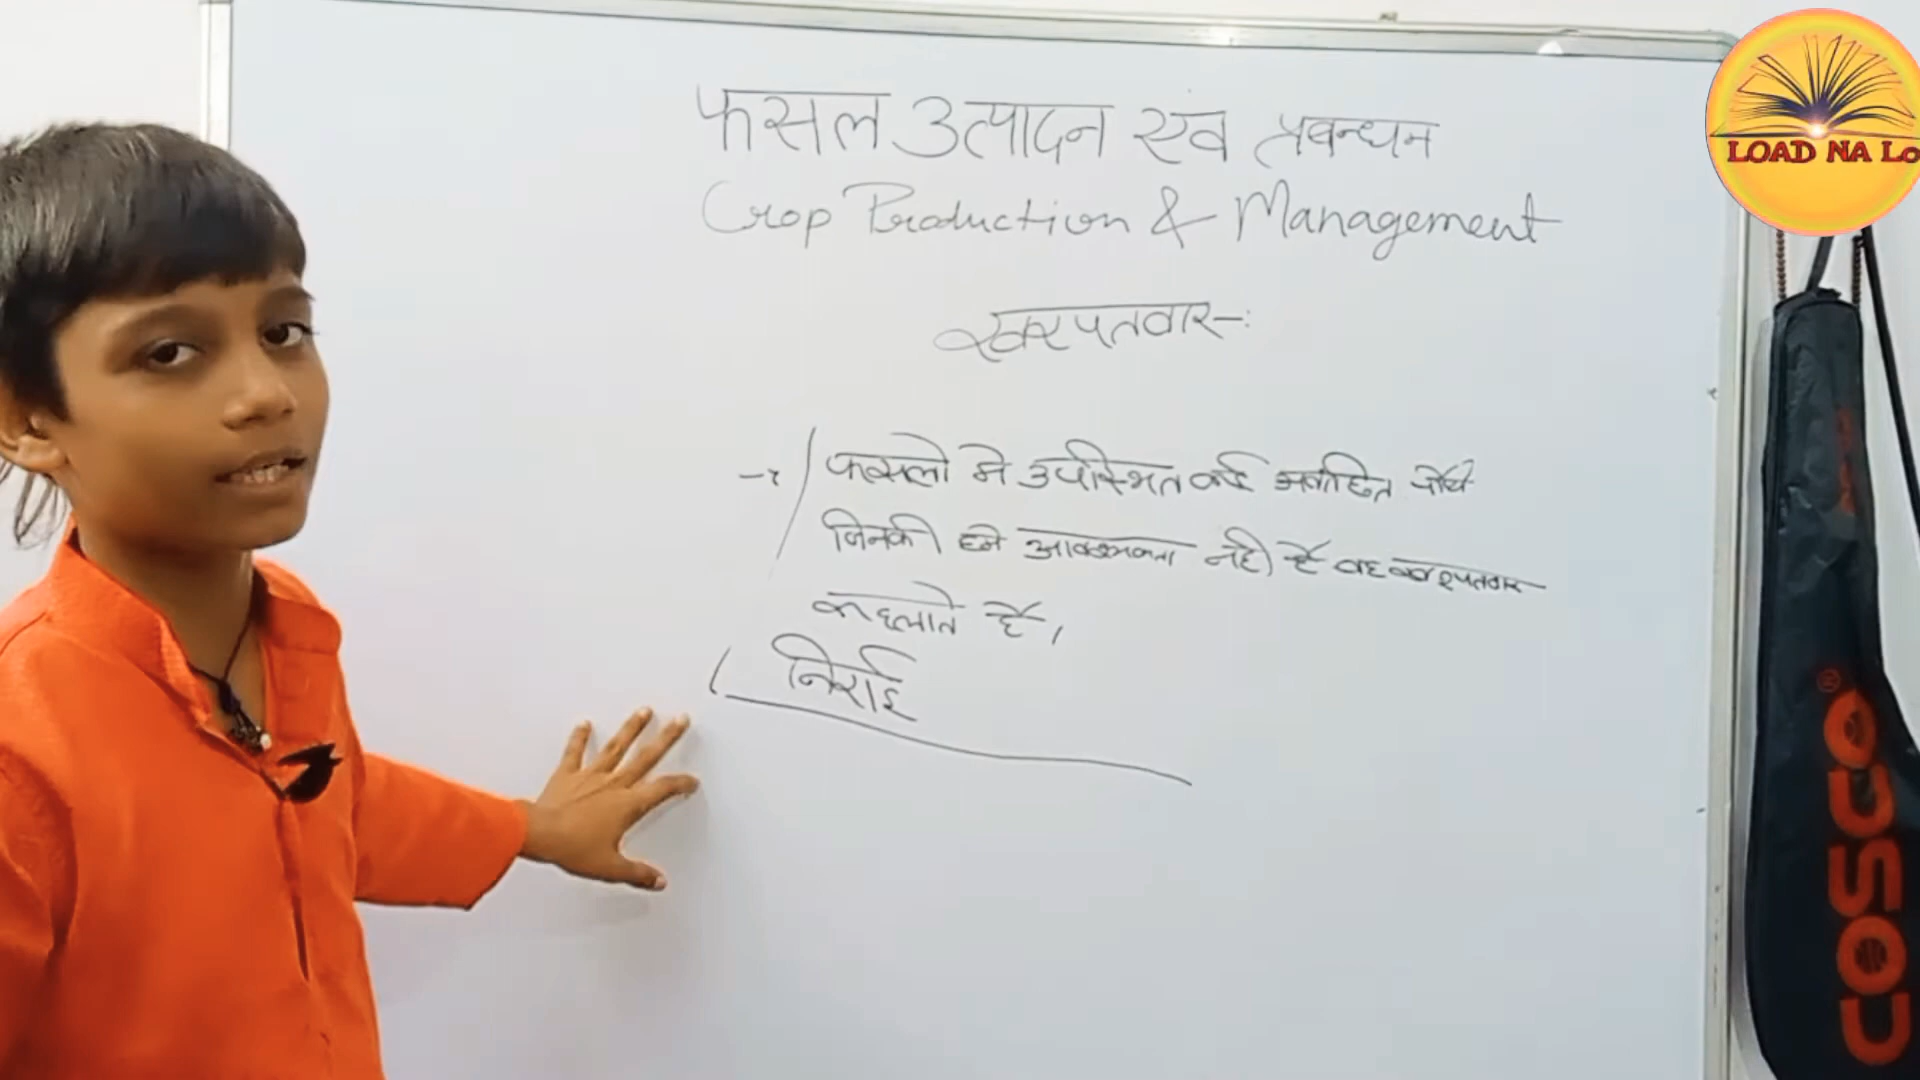 फसल उत्पादन एंव प्रबन्धन
Crop Production & Management
खरपतवार-:
फसलो मे उपस्थित कई अवांछित पौधे
जिनकी हमे आवश्यकता नही है वह खरपतवार
कहलाते है,
निराई
LOAD NA Lo
COSCO